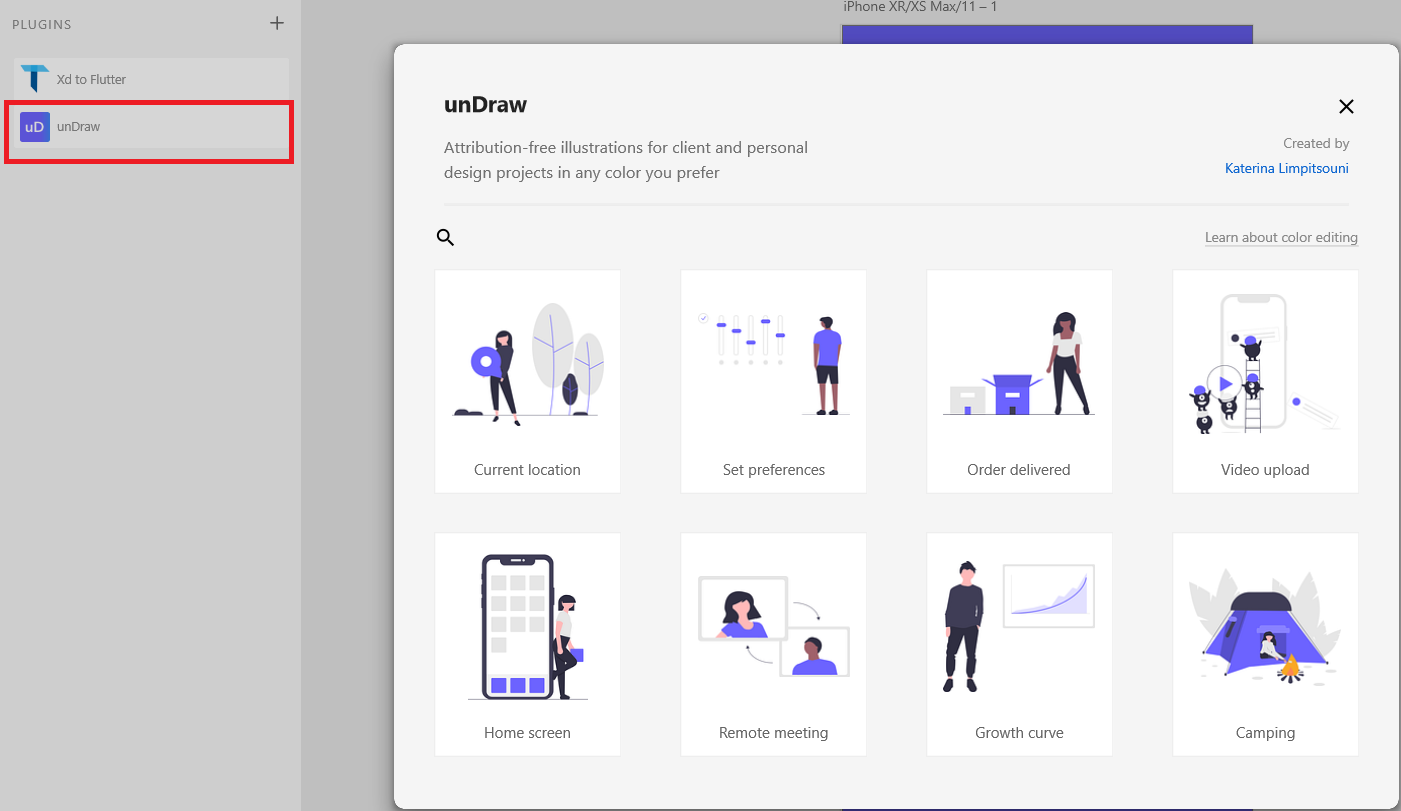 PLUGINS
Xd to Flutter
uD unDraw
iPhone XR/XS Max/11 – 1
unDraw
Attribution-free illustrations for client and personal
design projects in any color you prefer
Created by
Katerina Limpitsouni
Learn about color editing
Current location
Set preferences
Order delivered
Video upload
Home screen
Remote meeting
Growth curve
Camping